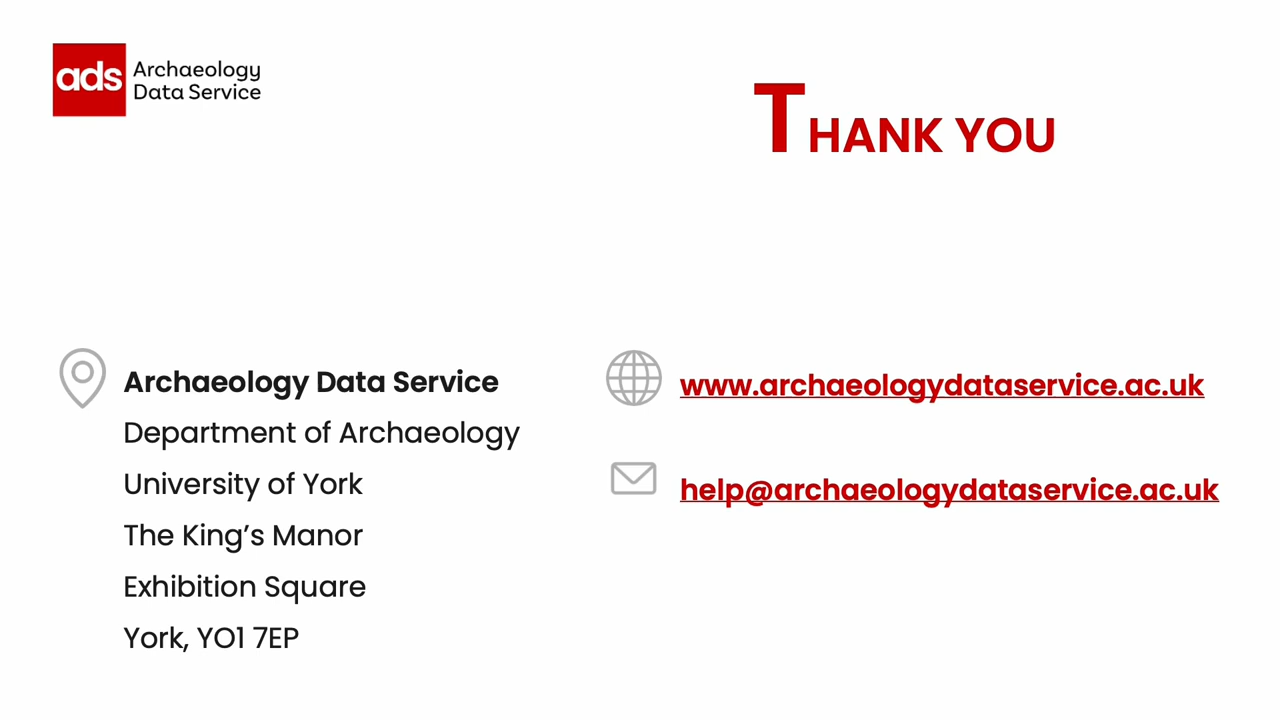 ads
Archaeology
Data Service
THANK YOU
Archaeology Data Service
Department of Archaeology
University of York
The King’s Manor
Exhibition Square
York, YO1 7EP
www.archaeologydataservice.ac.uk
help@archaeologydataservice.ac.uk